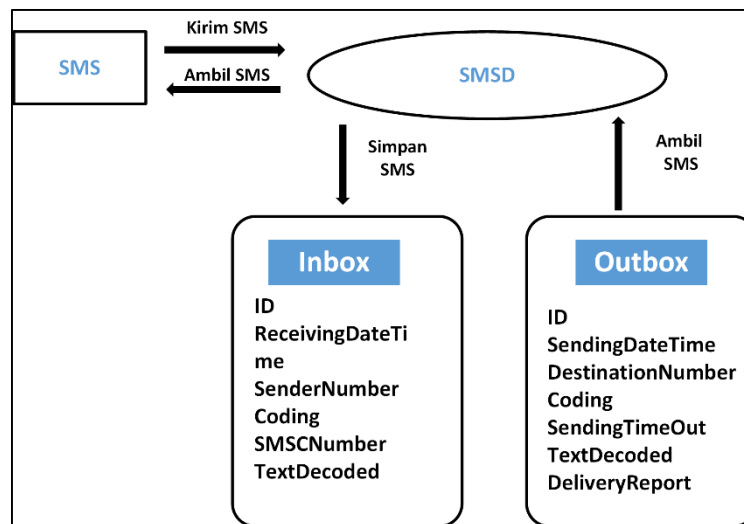 Kirim SMS
SMS
Ambil SMS
SMSD
Simpan
SMS
Ambil
SMS
Inbox
ID
ReceivingDateTi
me
SenderNumber
Coding
SMSCNumber
TextDecoded
Outbox
ID
SendingDateTime
DestinationNumber
Coding
SendingTimeOut
TextDecoded
DeliveryReport